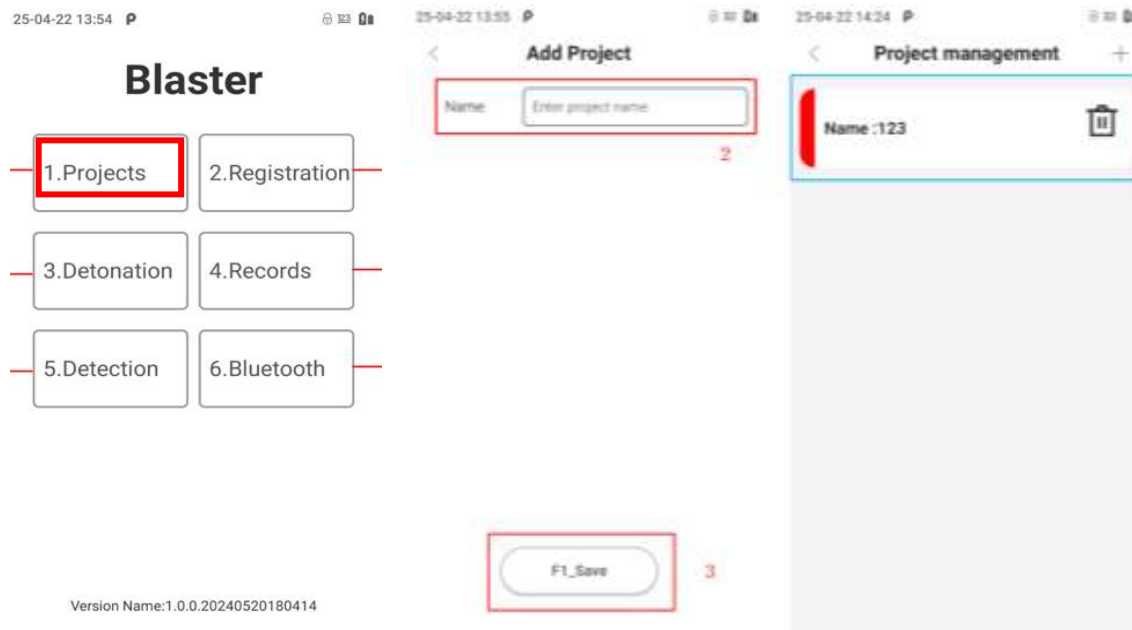 25-04-22 13:54
Blaster
1.Projects
2.Registration
3.Detonation
4.Records
5.Detection
6.Bluetooth
Version Name:1.0.0.20240520180414
25-04-22 13:55
Add Project
Name:
Enter project name
2
F1_Save
3
25-04-22 14:24
Project management
Name :123